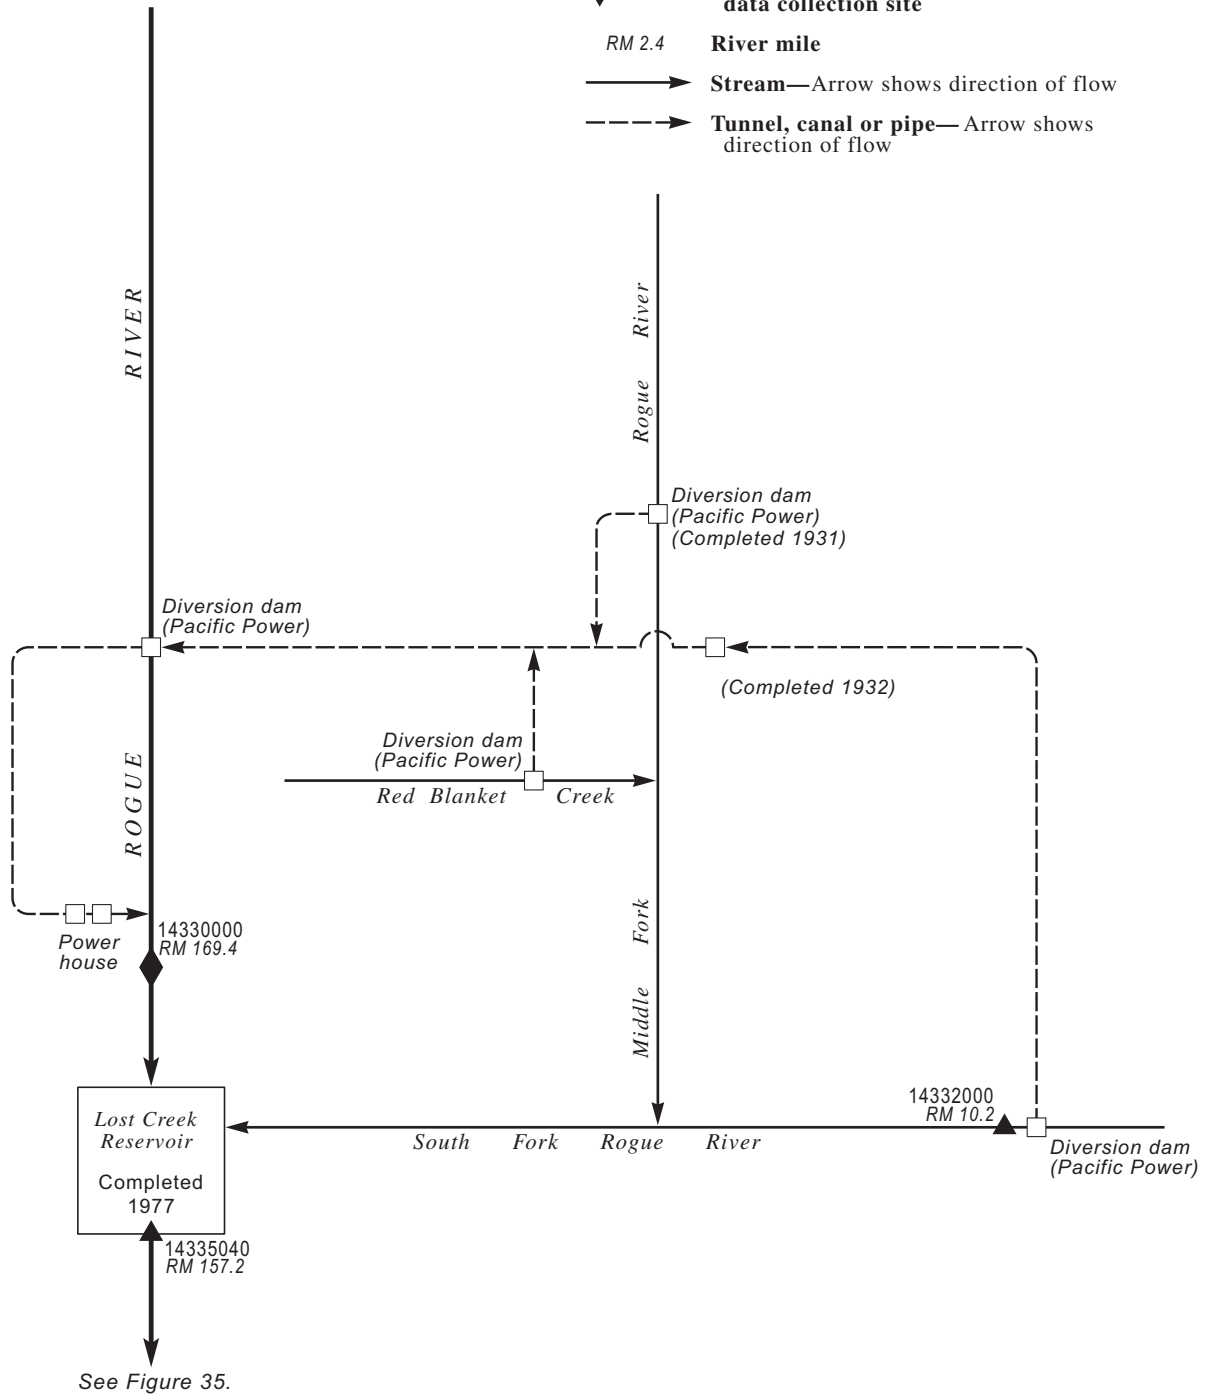 data collection site
RM 2.4 River mile
Stream—Arrow shows direction of flow
Tunnel, canal or pipe— Arrow shows
direction of flow
RIVER
Rogue River
Diversion dam
(Pacific Power)
(Completed 1931)
Diversion dam
(Pacific Power)
(Completed 1932)
Diversion dam
(Pacific Power)
Red Blanket Creek
ROGUE
Middle Fork
14330000
RM 169.4
Power
house
14332000
RM 10.2
Lost Creek
Reservoir
Completed
1977
South Fork Rogue River
Diversion dam
(Pacific Power)
14335040
RM 157.2
See Figure 35.